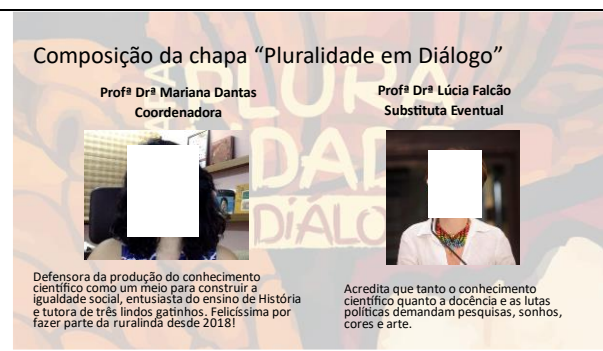 Composição da chapa “Pluralidade em Diálogo”
Profª Drª Mariana Dantas
Coordenadora
Defensora da produção do conhecimento
científico como um meio para construir a
igualdade social, entusiasta do ensino de História
e tutora de três lindos gatinhos. Felicíssima por
fazer parte da ruralinda desde 2018!
Profª Drª Lúcia Falcão
Substituta Eventual
Acredita que tanto o conhecimento
científico quanto a docência e as lutas
políticas demandam pesquisas, sonhos,
cores e arte.
PLURA
DAD
DIÁLO